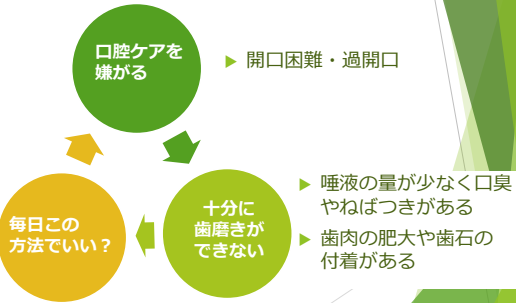 口腔ケアを
嫌がる
開口困難・過開口
十分に
歯磨きが
できない
唾液の量が少なく口臭
やねばつきがある
歯肉の肥大や歯石の
付着がある
毎日この
方法でいい？